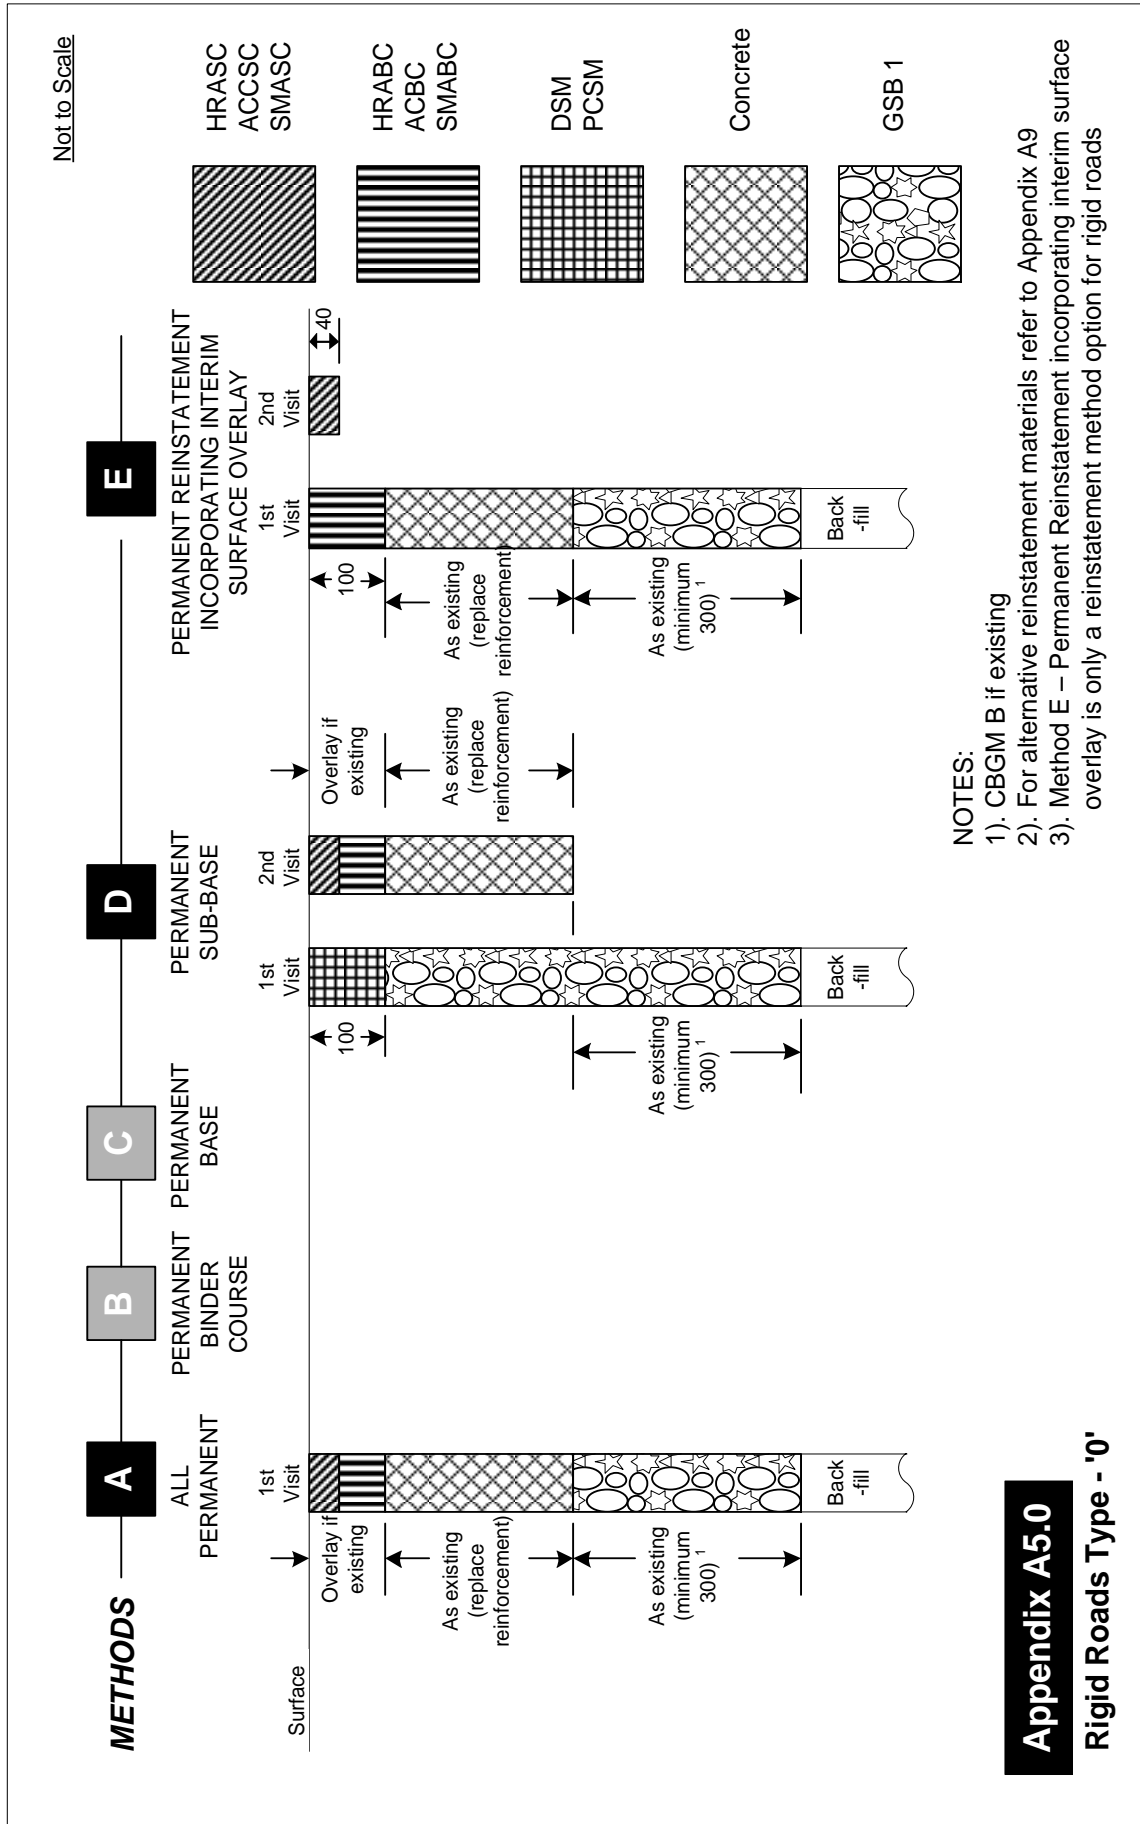 Not to Scale
METHODS
A
B
C
D
E
ALL
PERMANENT
PERMANENT
BINDER
COURSE
PERMANENT
BASE
PERMANENT
SUB-BASE
PERMANENT REINSTATEMENT
INCORPORATING INTERIM
SURFACE OVERLAY
Surface
1st
Visit
Overlay if
existing
As existing
(replace
reinforcement)
As existing
(minimum
300) 1
Back
-fill
1st
Visit
100
As existing
(minimum
300) 1
Back
-fill
2nd
Visit
Overlay if
existing
As existing
(replace
reinforcement)
1st
Visit
100
As existing
(replace
reinforcement)
As existing
(minimum
300) 1
Back
-fill
2nd
Visit
40
HRASC
ACCSC
SMASC
HRABC
ACBC
SMABC
DSM
PCSM
Concrete
GSB 1
NOTES:
1). CBGM B if existing
2). For alternative reinstatement materials refer to Appendix A9
3). Method E – Permanent Reinstatement incorporating interim surface
overlay is only a reinstatement method option for rigid roads
Appendix A5.0
Rigid Roads Type - '0'